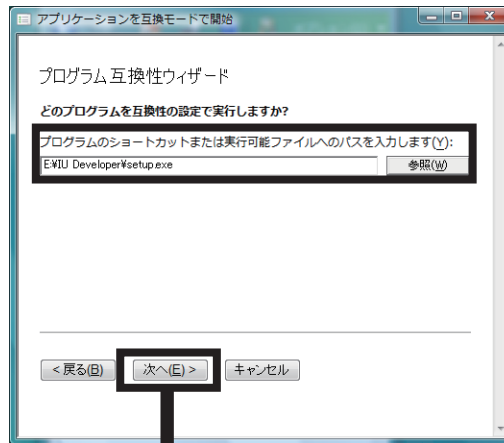 アプリケーションを互換モードで開始
プログラム互換性ウィザード
どのプログラムを互換性の設定で実行しますか?
プログラムのショートカットまたは実行可能ファイルへのパスを入力します(Y):
E:¥IU Developer¥setup.exe
参照(W)
< 戻る(B)
次へ(E) >
キャンセル